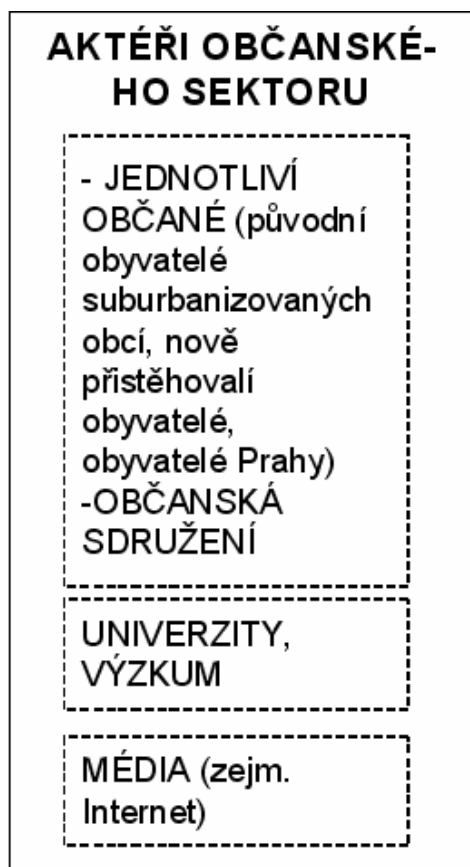 AKTÉŘI OBČANSKÉ-
HO SEKTORU
- JEDNOTLIVÍ
OBČANÉ (původní
obyvatelé
suburbanizovaných
obcí, nově
přistěhovalí
obyvatelé,
obyvatelé Prahy)
-OBČANSKÁ
SDRUŽENÍ
UNIVERZITY,
VÝZKUM
MÉDIA (zejm.
Internet)